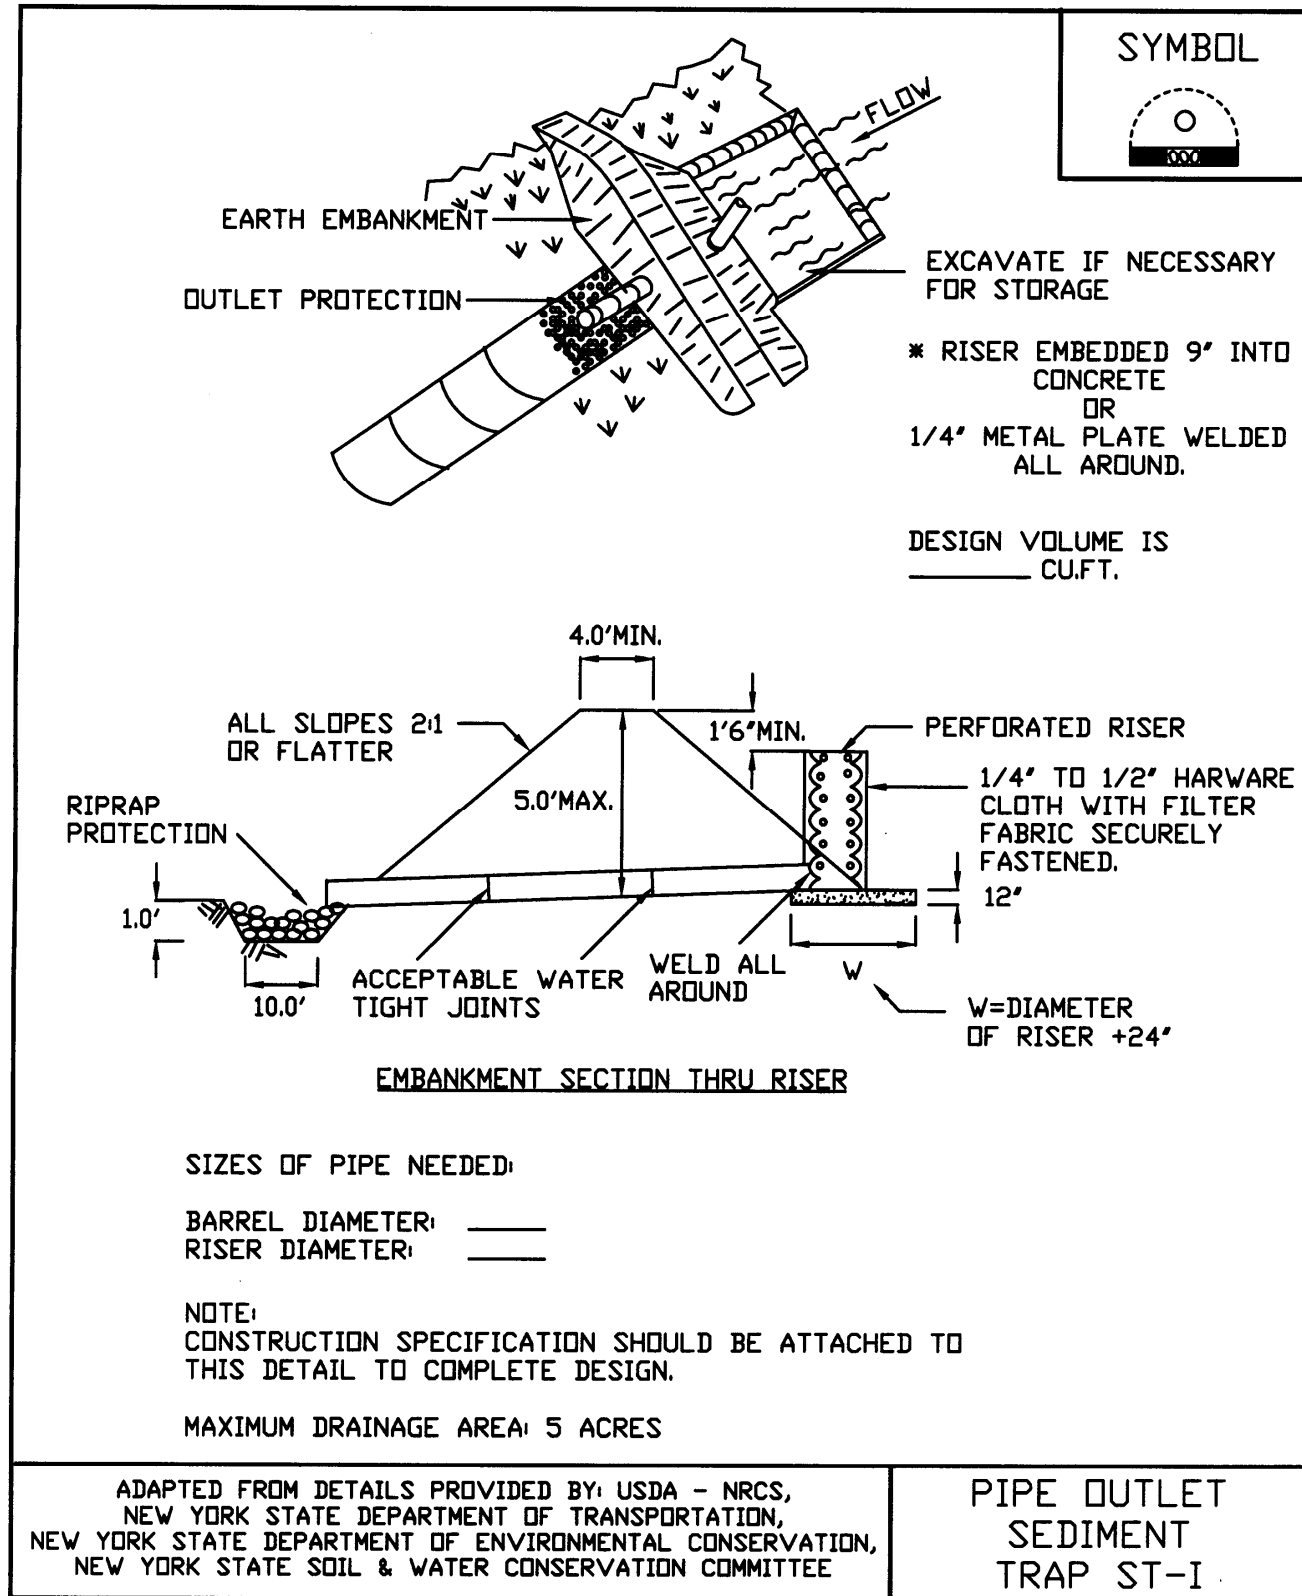 SYMBOL
FLOW
EARTH EMBANKMENT
OUTLET PROTECTION
EXCAVATE IF NECESSARY
FOR STORAGE
* RISER EMBEDDED 9" INTO
CONCRETE
OR
1/4" METAL PLATE WELDED
ALL AROUND.
DESIGN VOLUME IS
________ CU.FT.
4.0'MIN.
ALL SLOPES 2:1
OR FLATTER
1'6"MIN.
PERFORATED RISER
5.0'MAX.
1/4" TO 1/2" HARWARE
CLOTH WITH FILTER
FABRIC SECURELY
FASTENED.
RIPRAP
PROTECTION
12"
1.0'
10.0'
ACCEPTABLE WATER
TIGHT JOINTS
WELD ALL
AROUND
W
W=DIAMETER
OF RISER +24"
EMBANKMENT SECTION THRU RISER
SIZES OF PIPE NEEDED:
BARREL DIAMETER: _____
RISER DIAMETER: _____
NOTE:
CONSTRUCTION SPECIFICATION SHOULD BE ATTACHED TO
THIS DETAIL TO COMPLETE DESIGN.
MAXIMUM DRAINAGE AREA: 5 ACRES
ADAPTED FROM DETAILS PROVIDED BY: USDA - NRCS,
NEW YORK STATE DEPARTMENT OF TRANSPORTATION,
NEW YORK STATE DEPARTMENT OF ENVIRONMENTAL CONSERVATION,
NEW YORK STATE SOIL & WATER CONSERVATION COMMITTEE
PIPE OUTLET
SEDIMENT
TRAP ST-I